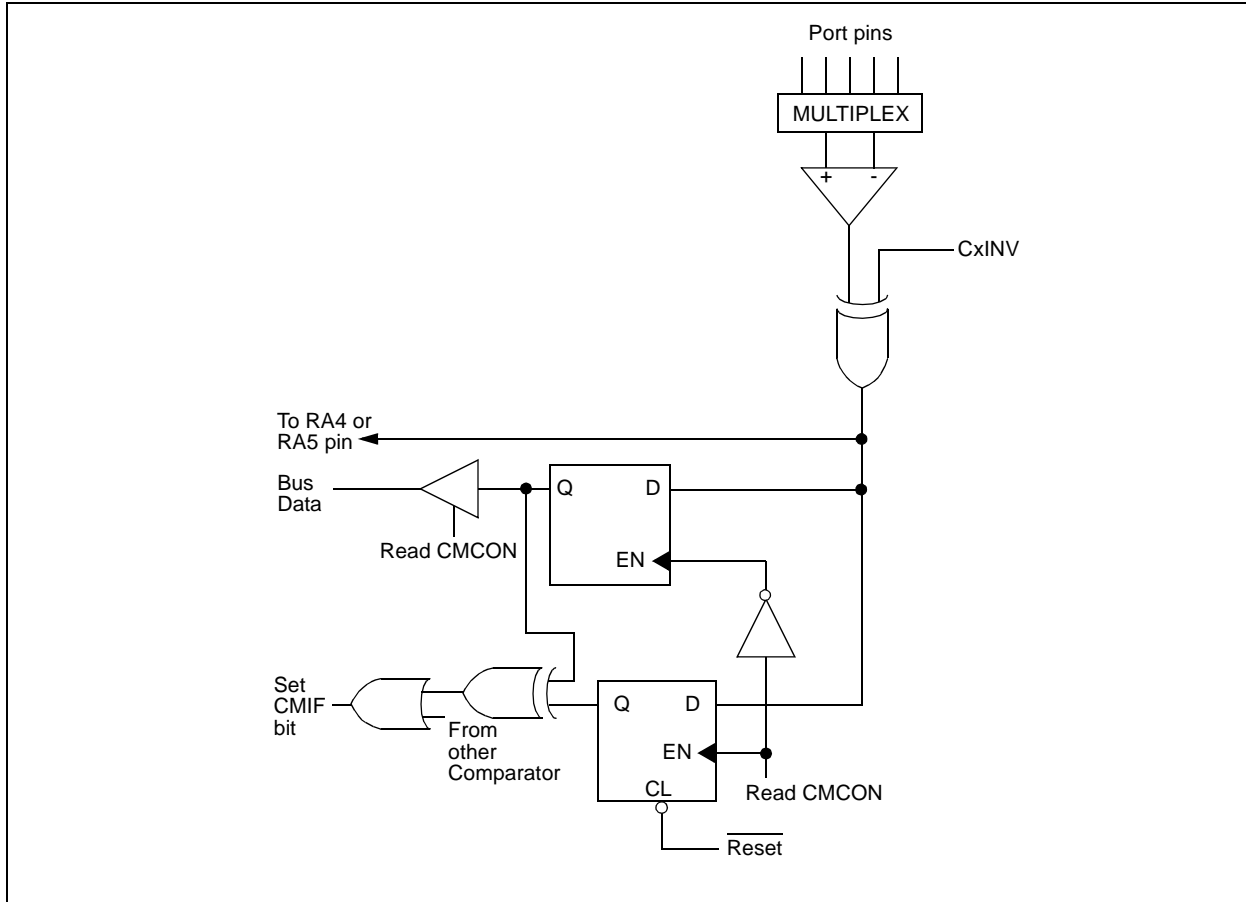 Port pins
MULTIPLEX
+ -
CxINV
To RA4 or
RA5 pin
Bus
Data
Q D
Read CMCON
EN
Set
CMIF
bit
From
other
Comparator
Q D
EN
CL
Read CMCON
Reset